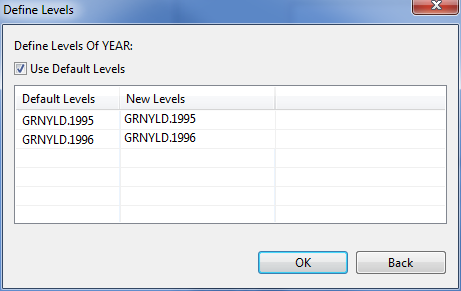 Define Levels
Define Levels Of YEAR:
Use Default Levels
Default Levels New Levels
GRNYLD.1995 GRNYLD.1995
GRNYLD.1996 GRNYLD.1996
OK Back